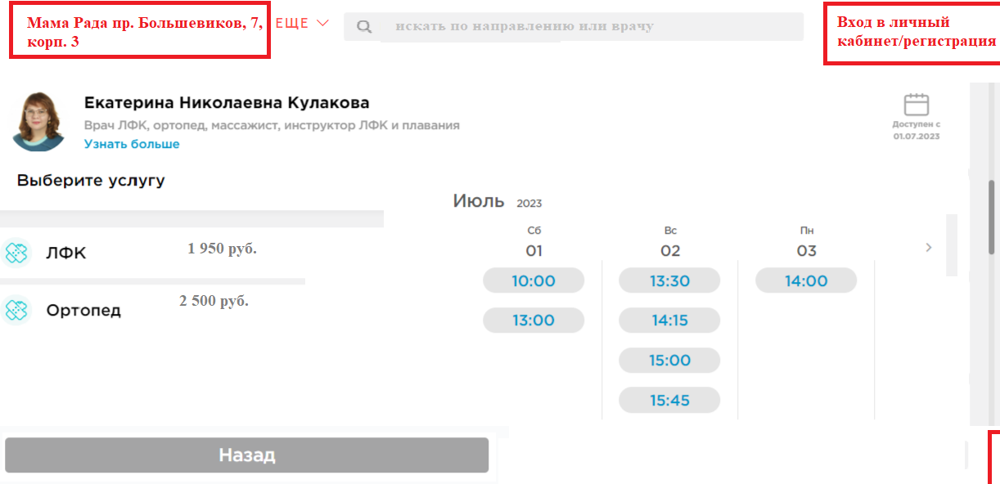 Мама Рада пр. Большевиков, 7,
корп. 3
ЕЩЕ
искать по направлению или врачу
Вход в личный
кабинет/регистрация
Екатерина Николаевна Кулакова
Врач ЛФК, ортопед, массажист, инструктор ЛФК и плавания
Узнать больше
Доступен с
01.07.2023
Выберите услугу
ЛФК 1 950 руб.
Ортопед 2 500 руб.
Июль 2023
Сб Вс Пн
01 02 03
10:00 13:30 14:00
13:00 14:15
15:00
15:45
Назад